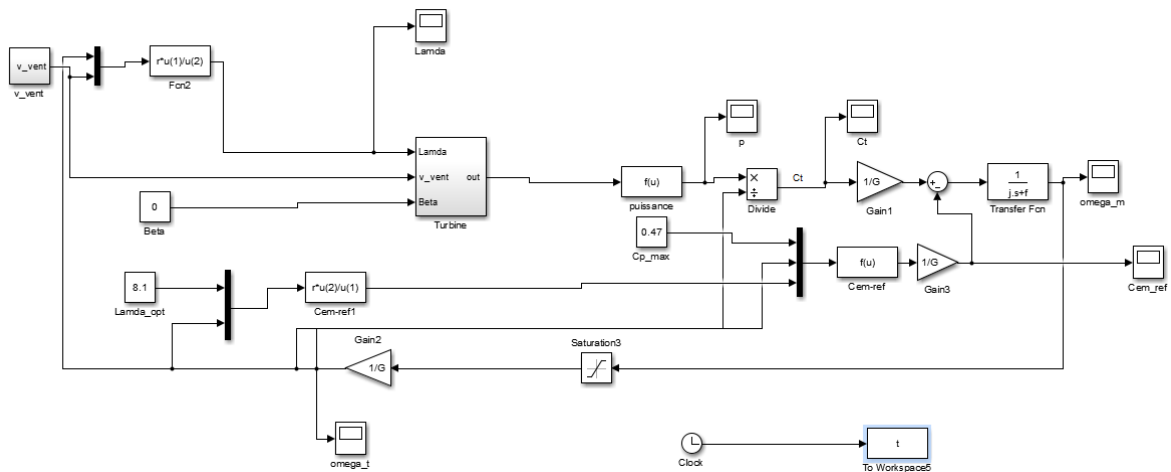 Lamda
v_vent
v_vent
r*u(1)/u(2)
Fcn2
Lamda
v_vent
Beta
out
Turbine
0
Beta
f(u)
puissance
p
×
÷
Divide
Ct
Ct
1/G
Gain1
+
−
1
j.s+f
Transfer Fcn
omega_m
0.47
Cp_max
f(u)
Cem-ref
1/G
Gain3
Cem_ref
8.1
Lamda_opt
r*u(2)/u(1)
Cem-ref1
Gain2
1/G
Saturation3
omega_t
Clock
t
To Workspace5